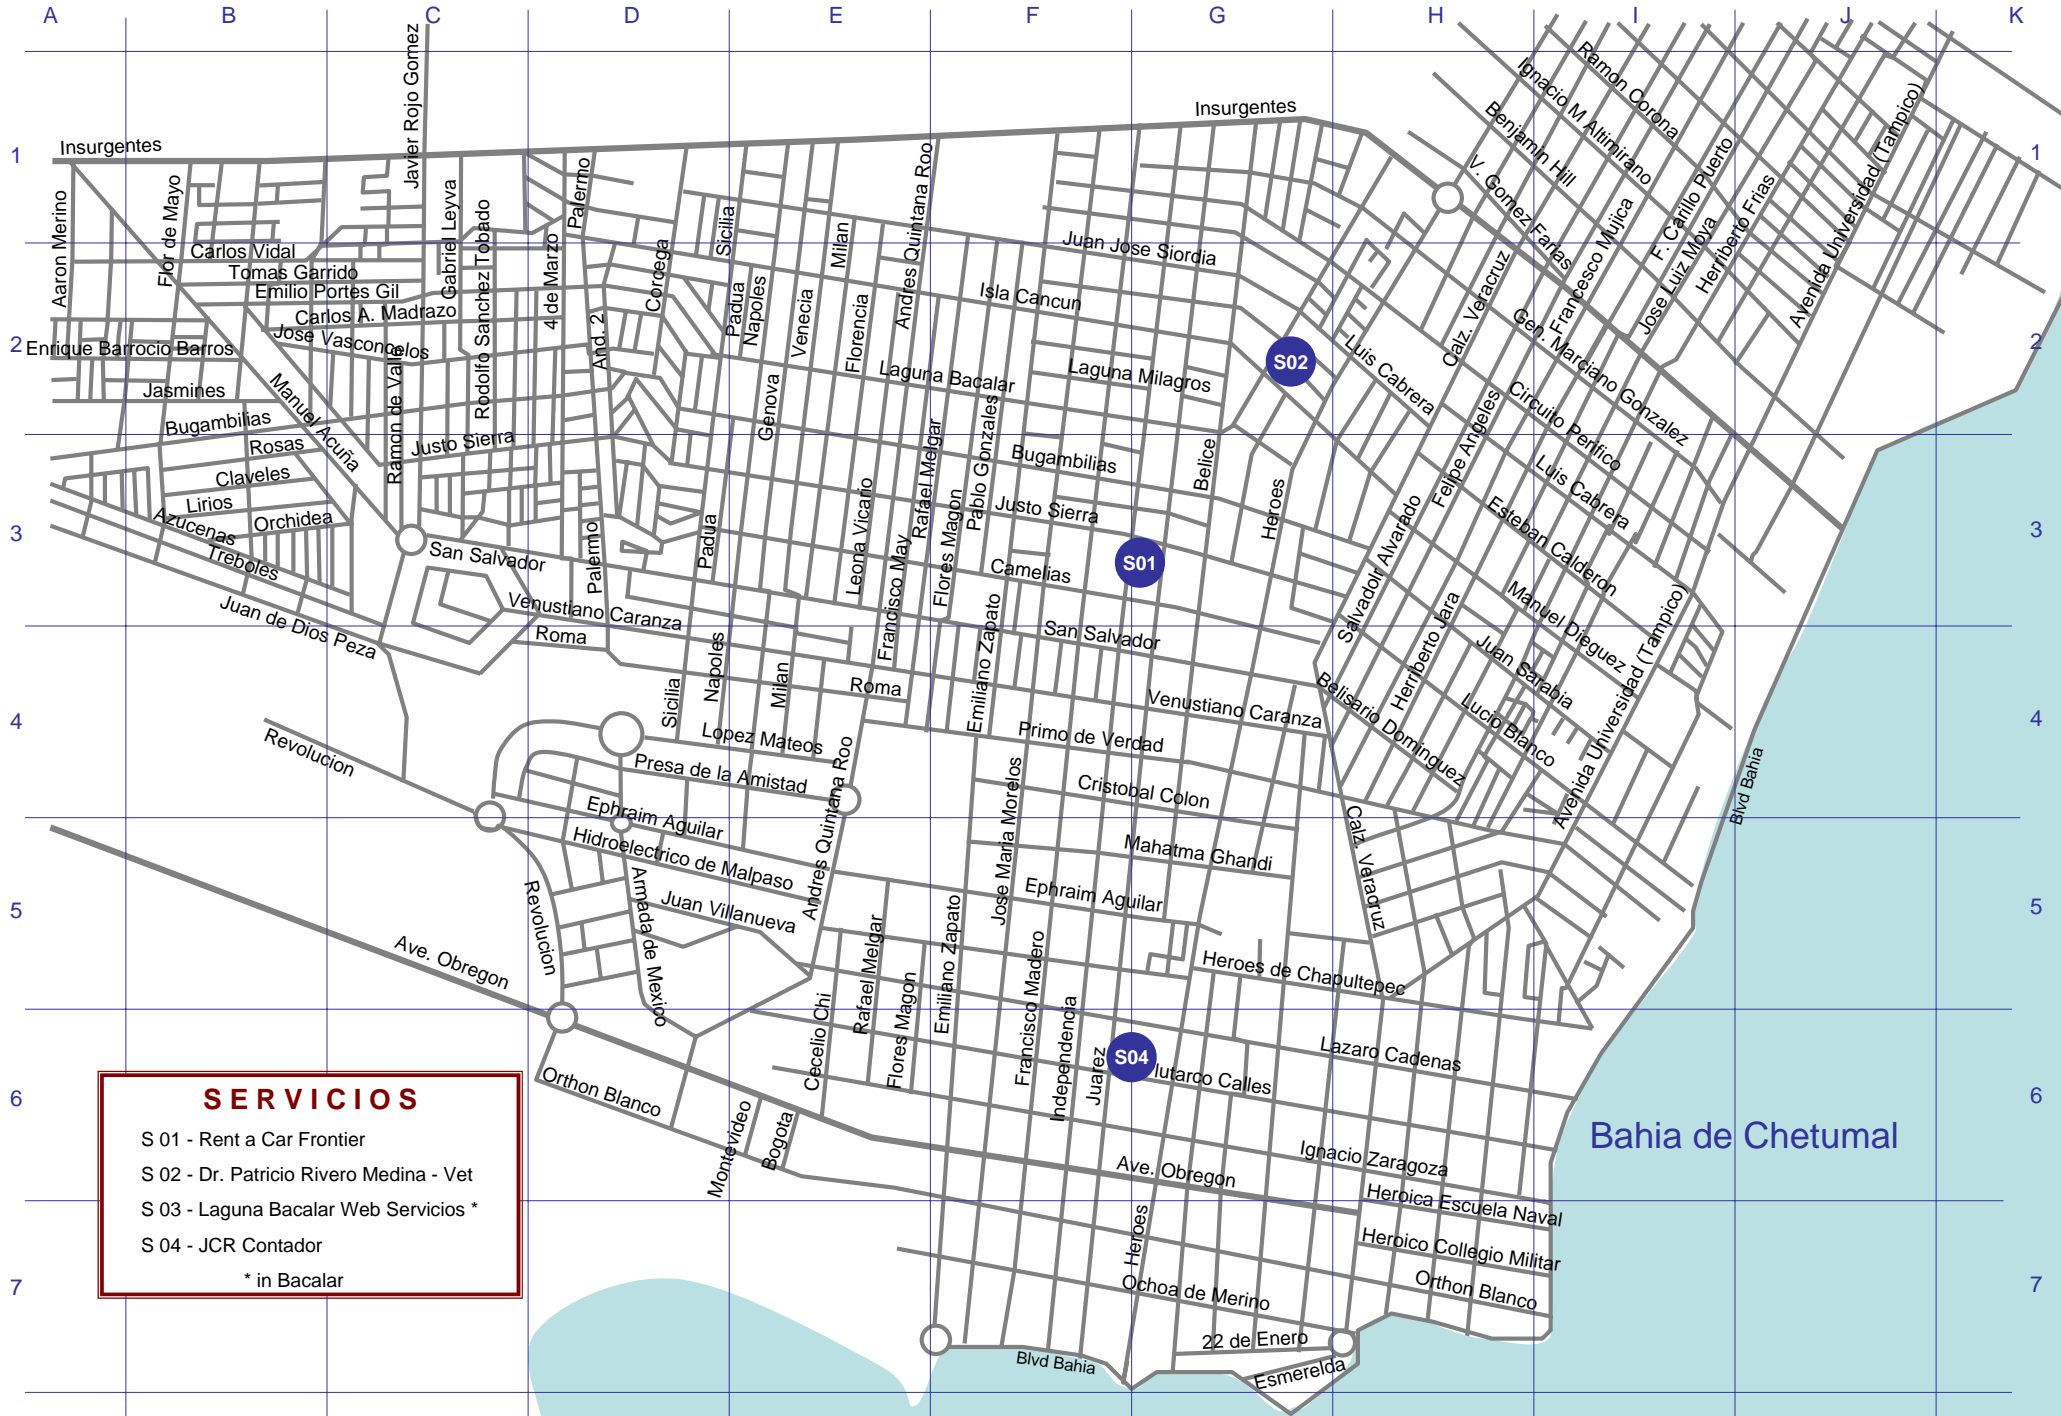 A B C D E F G H I J K
Javier Rojo Gomez
Insurgentes
Insurgentes
Ramon Corona
Ignacio M Altimirano
Benjamin Hill
V. Gomez Farias
Avenida Universidad (Tampico)
1
1
Aaron Merino
Flor de Mayo
Gabriel Leyva
Rodolfo Sanchez Tobado
Palermo
Sicilia
Milan
Andres Quintana Roo
Juan Jose Siordia
Francesco Mujica
F. Carillo Puerto
Jose Luiz Moya
Herriberto Frias
Carlos Vidal
Tomas Garrido
Emilio Portes Gil
Carlos A. Madrazo
Jose Vasconcelos
4 de Marzo
And. 2
Corcega
Padua
Napoles
Venecia
Florencia
Isla Cancun
Calz. Veracruz
Gen. Marciano Gonzalez
2
2
Enrique Barrocio Barros
Jasmines
Manuel Acuña
Ramon de Valle
Genova
Laguna Bacalar
Laguna Milagros
S02
Luis Cabrera
Circuito Perifico
Bugambilias
Rosas
Justo Sierra
Claveles
Lirios
Orchidea
Azucenas
Treboles
Juan de Dios Peza
Rafael Melgar
Pablo Gonzales
Bugambilias
Belice
Heroes
Felipe Angeles
Luis Cabrera
3
3
San Salvador
Palermo
Padua
Leona Vicario
Francisco May
Flores Magon
Justo Sierra
Camelias
S01
Salvadoir Alvarado
Esteban Calderon
Manuel Dieguez
Venustiano Caranza
Roma
Emiliano Zapato
San Salvador
Herriberto Jara
Juan Sarabia
Avenida Universidad (Tampico)
4
4
Revolucion
Sicilia
Napoles
Milan
Roma
Lopez Mateos
Presa de la Amistad
Primo de Verdad
Venustiano Caranza
Belisario Dominguez
Lucio Blanco
Blvd Bahia
Cristobal Colon
Ephraim Aguilar
Hidroelectrico de Malpaso
Andres Quintana Roo
Jose Maria Morelos
Mahatma Ghandi
Calz. Veracruz
5
5
Revolucion
Armada de Mexico
Juan Villanueva
Ephraim Aguilar
Ave. Obregon
Rafael Melgar
Emiliano Zapato
Francisco Madero
Heroes de Chapultepec
Cecelio Chi
Flores Magon
Independencia
Juarez
S04
lutarco Calles
Lazaro Cadenas
6
6
Orthon Blanco
Montevideo
Bogota
Ave. Obregon
Ignacio Zaragoza
Heroica Escuela Naval
Bahia de Chetumal
SERVICIOS
S 01 - Rent a Car Frontier
S 02 - Dr. Patricio Rivero Medina - Vet
S 03 - Laguna Bacalar Web Servicios *
S 04 - JCR Contador
* in Bacalar
7
7
Heroes
Heroico Collegio Militar
Orthon Blanco
Ochoa de Merino
22 de Enero
Blvd Bahia
Esmerelda